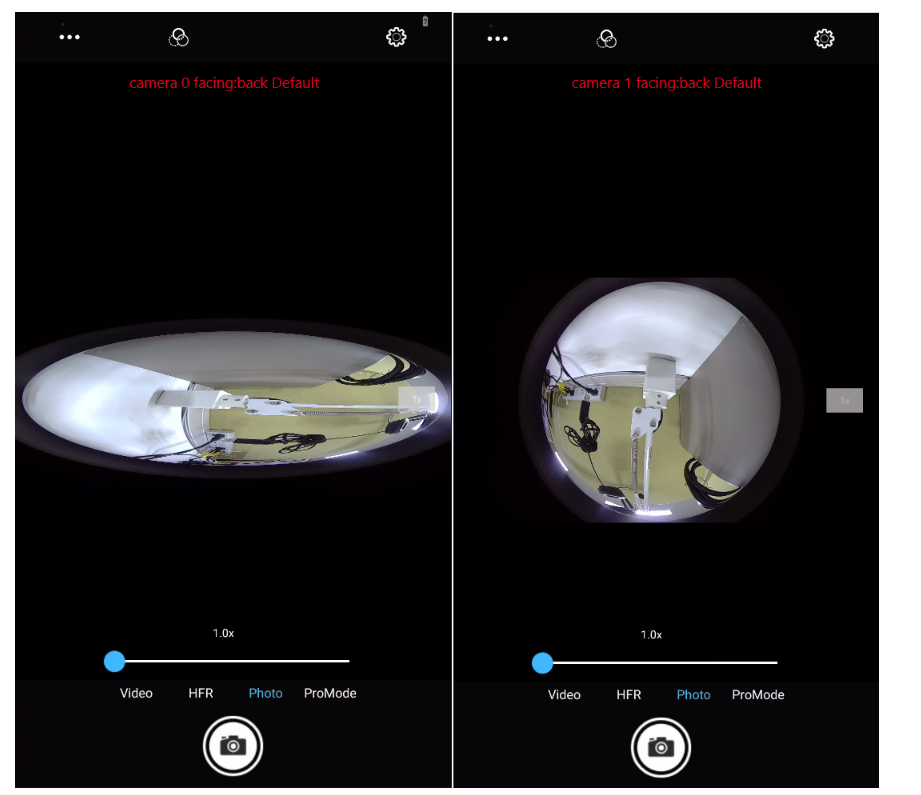 camera 0 facing:back Default
1x
1.0x
Video HFR Photo ProMode
camera 1 facing:back Default
1x
1.0x
Video HFR Photo ProMode